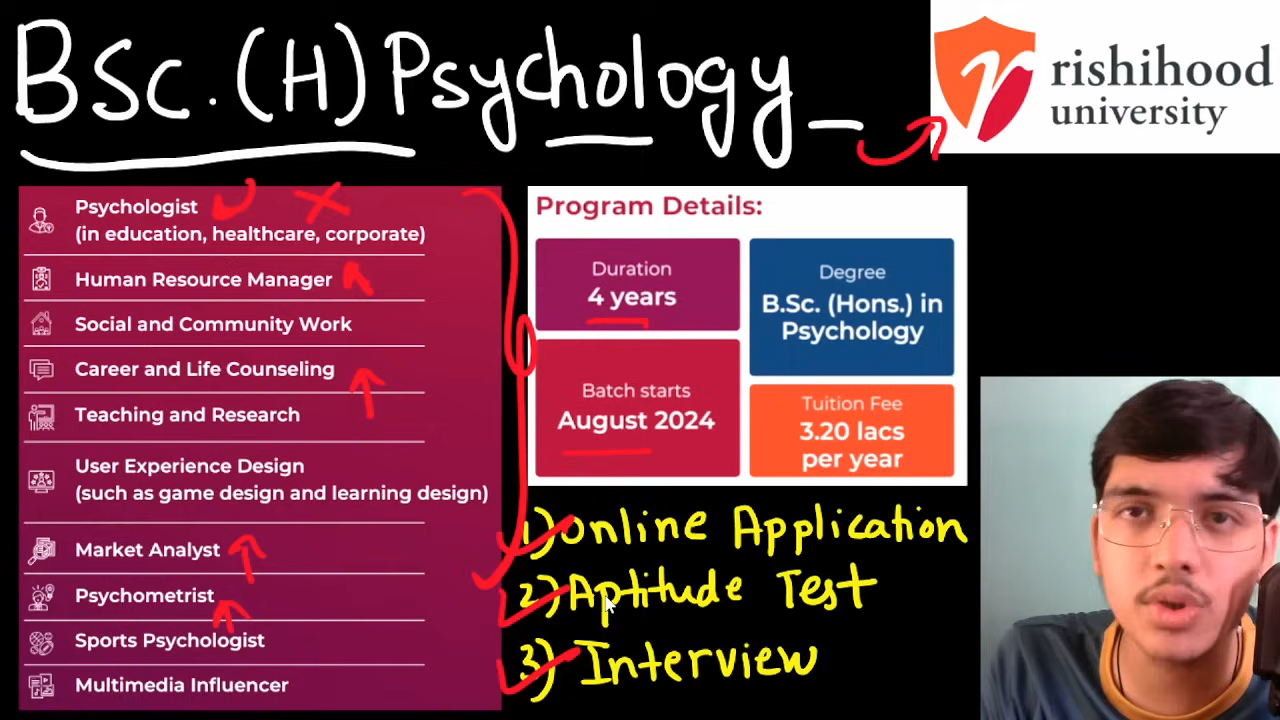 BSc. (H) Psychology_
rishihood
university
Psychologist
(in education, healthcare, corporate)
Human Resource Manager
Social and Community Work
Career and Life Counseling
Teaching and Research
User Experience Design
(such as game design and learning design)
Market Analyst
Psychometrist
Sports Psychologist
Multimedia Influencer
Program Details:
Duration
4 years
Degree
B.Sc. (Hons.) in
Psychology
Batch starts
August 2024
Tuition Fee
3.20 lacs
per year
1) Online Application
2) Aptitude Test
3) Interview